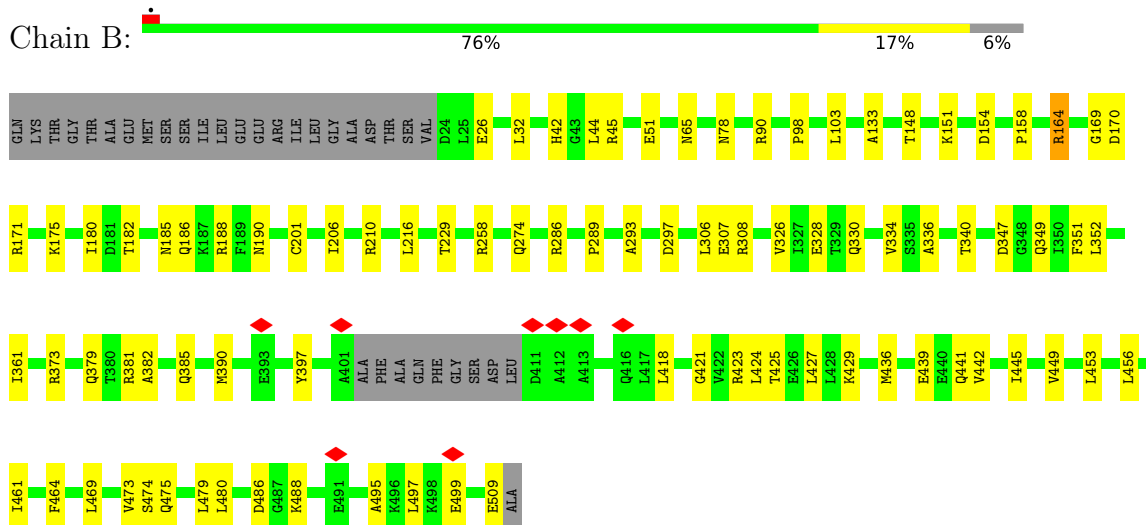 Chain B:
76% 17% 6%
GLN LYS THR GLY THR ALA GLU MET SER SER ILE LEU GLU GLU ARG ILE LEU GLY ALA ASP THR SER VAL D24 L25 E26 L32 H42 G43 L44 R45 E51 N65 N78 R90 P98 L103 A133 T148 K151 D154 P158 R164 G169 D170
R171 K175 I180 D181 T182 N185 Q186 K187 R188 F189 N190 C201 I206 R210 L216 T229 R258 Q274 R286 P289 A293 D297 L306 E307 R308 V326 I327 E328 T329 Q330 V334 S335 A336 T340 D347 G348 Q349 I350 F351 L352
I361 R373 Q379 T380 R381 A382 Q385 M390 E393 Y397 A401 ALA PHE ALA GLN PHE GLY SER ASP LEU D411 A412 A413 Q416 L417 L418 G421 V422 R423 L424 T425 E426 L427 L428 K429 M436 E439 E440 Q441 V442 I445 V449 L453 L456
I461 F464 L469 V473 S474 Q475 L479 L480 D486 G487 K488 E491 A495 K496 L497 K498 E499 E509 ALA